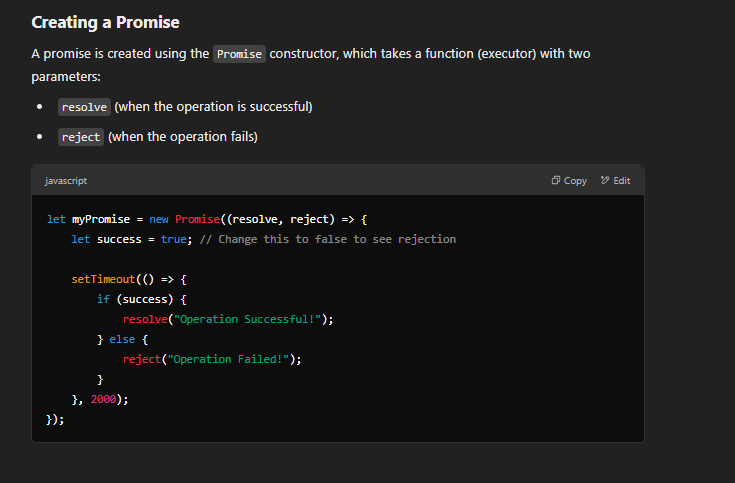 Creating a Promise
A promise is created using the Promise constructor, which takes a function (executor) with two
parameters:
• resolve (when the operation is successful)
• reject (when the operation fails)
javascript Copy Edit
let myPromise = new Promise((resolve, reject) => {
    let success = true; // Change this to false to see rejection

    setTimeout(() => {
        if (success) {
            resolve("Operation Successful!");
        } else {
            reject("Operation Failed!");
        }
    }, 2000);
});